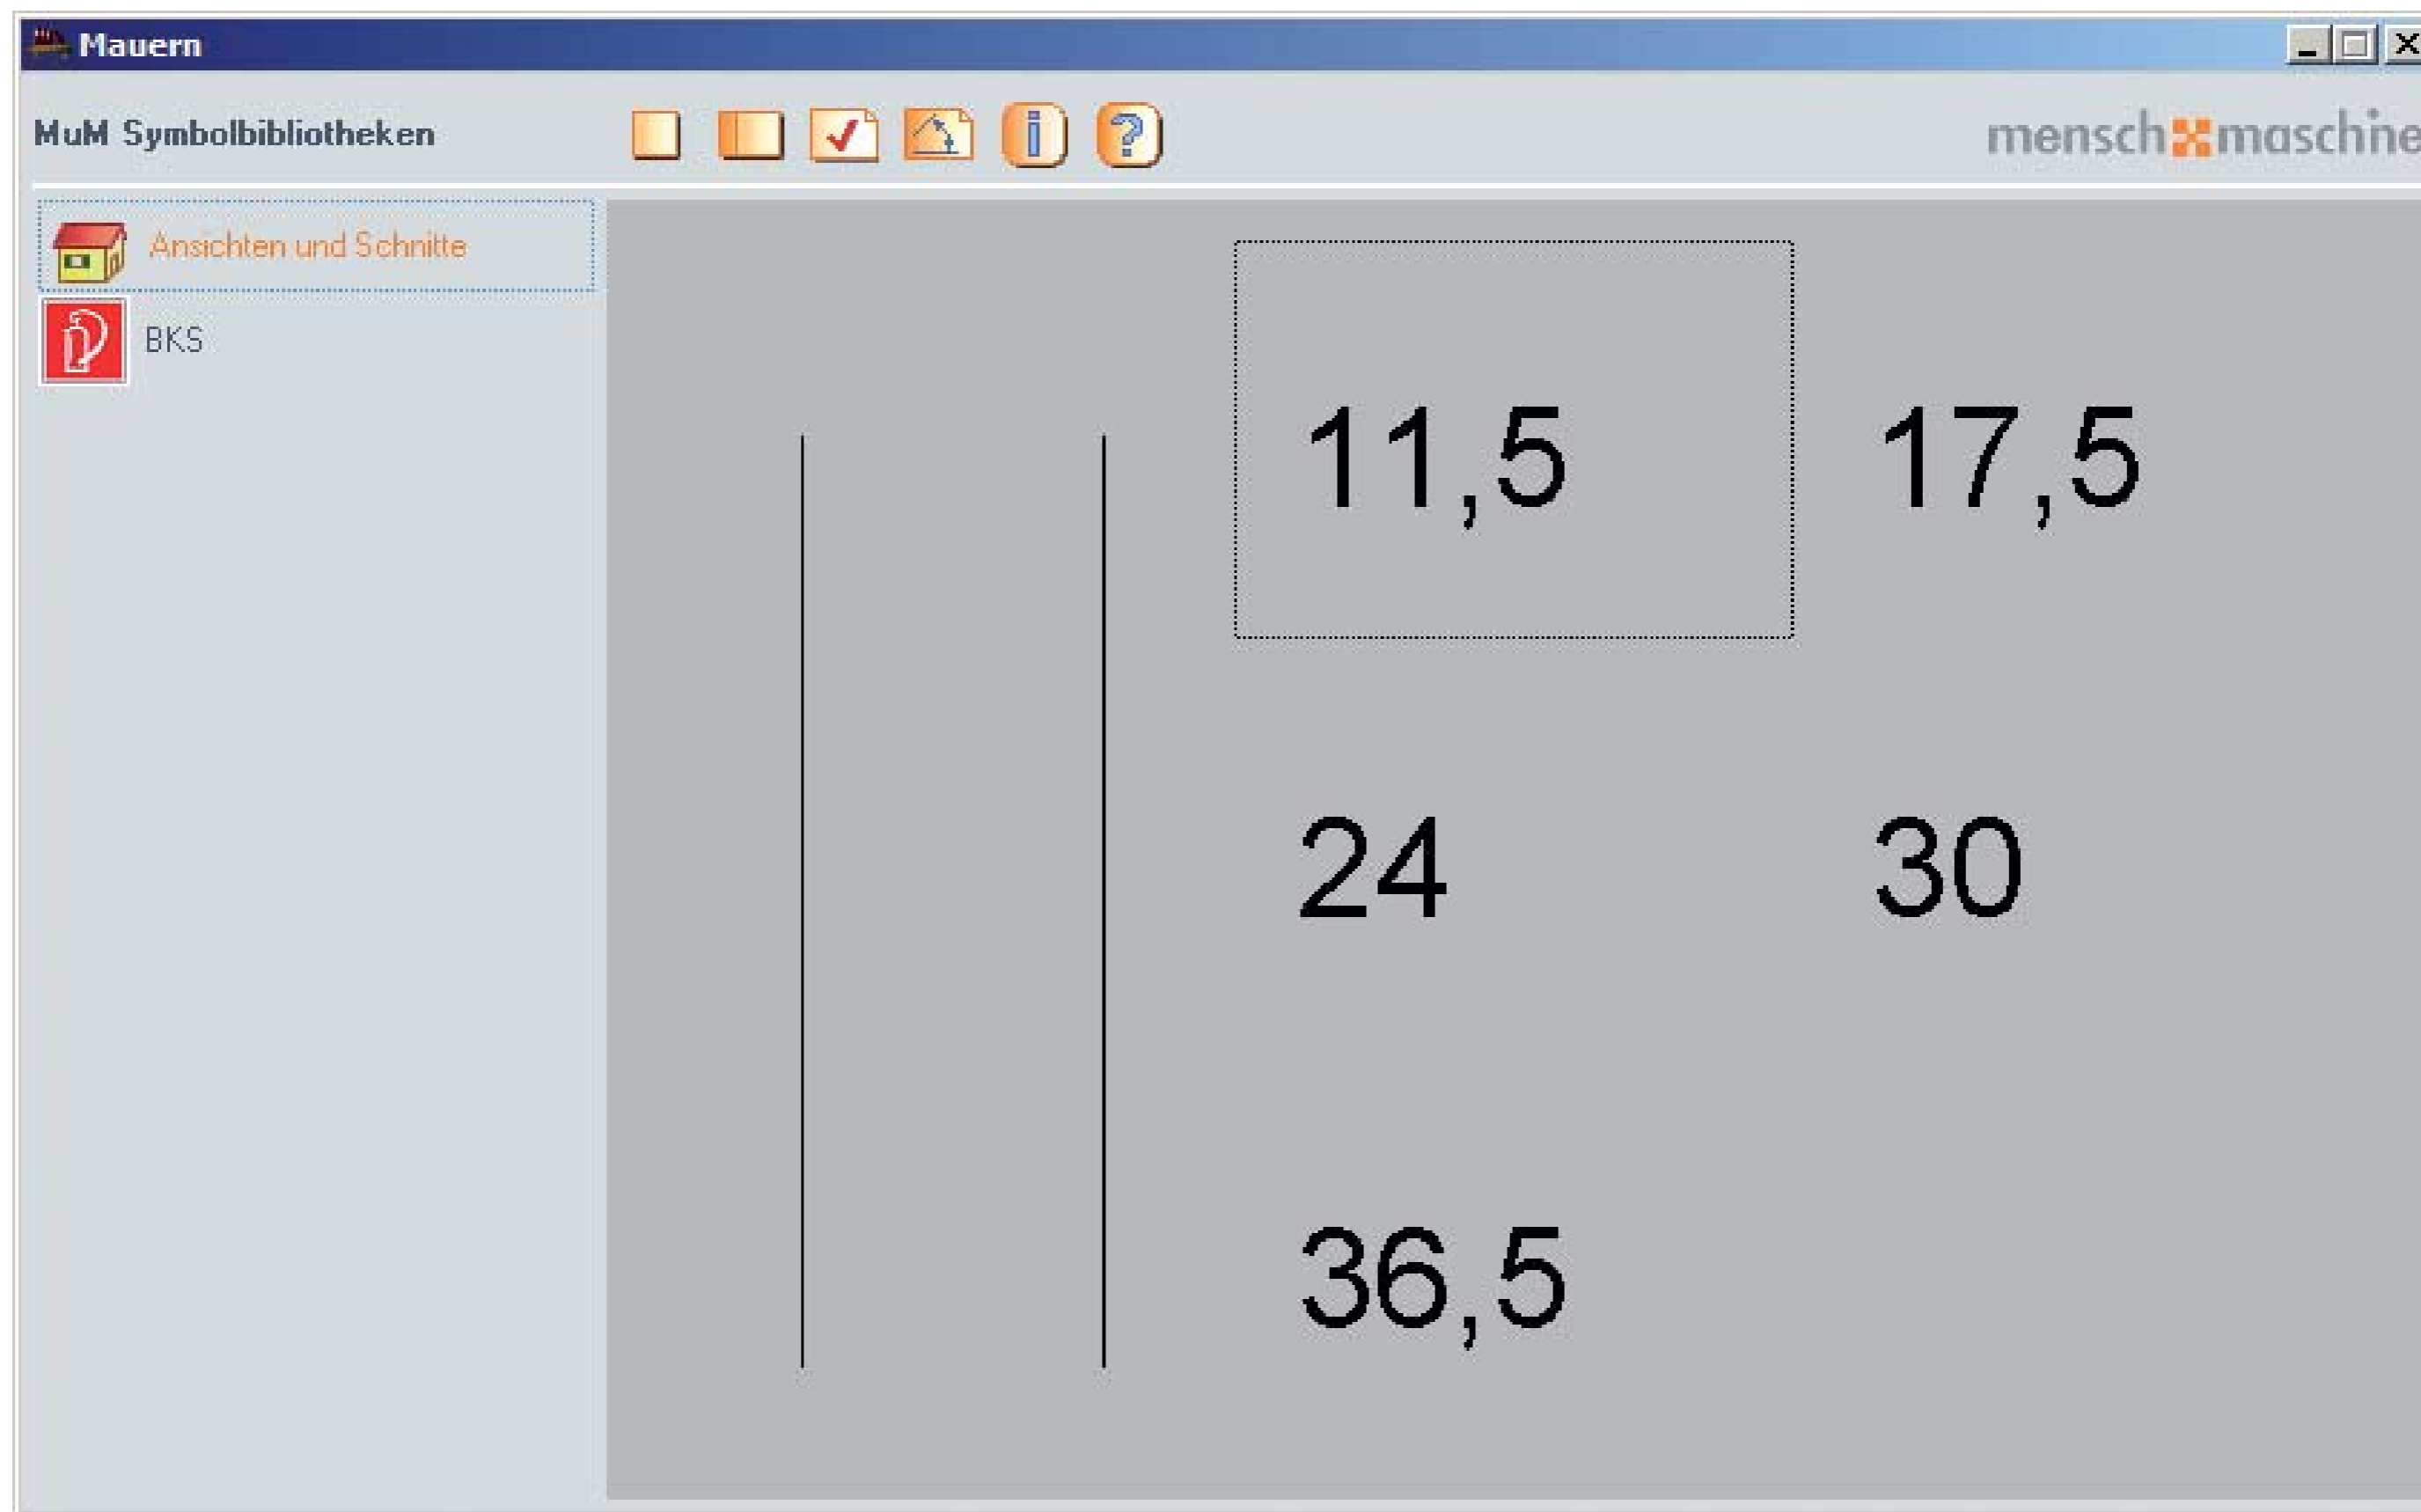 Mauern
MuM Symbolbibliotheken
mensch maschine
Ansichten und Schnitte
BKS
11,5 17,5
24 30
36,5